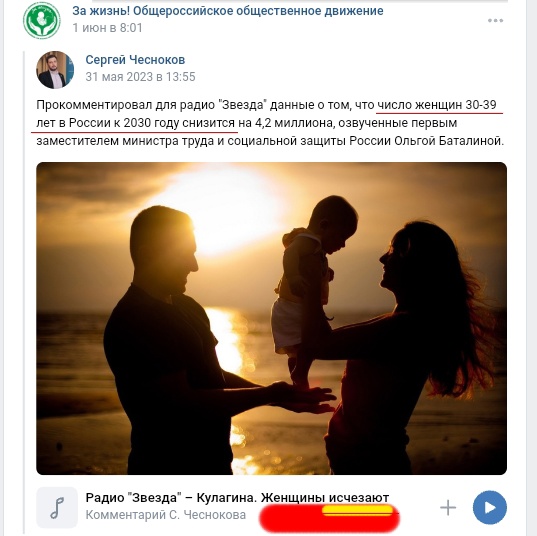 За жизнь! Общероссийское общественное движение
1 июн в 8:01
Сергей Чесноков
31 мая 2023 в 13:55
Прокомментировал для радио "Звезда" данные о том, что число женщин 30-39
лет в России к 2030 году снизится на 4,2 миллиона, озвученные первым
заместителем министра труда и социальной защиты России Ольгой Баталиной.
Радио "Звезда" – Кулагина. Женщины исчезают
Комментарий С. Чеснокова